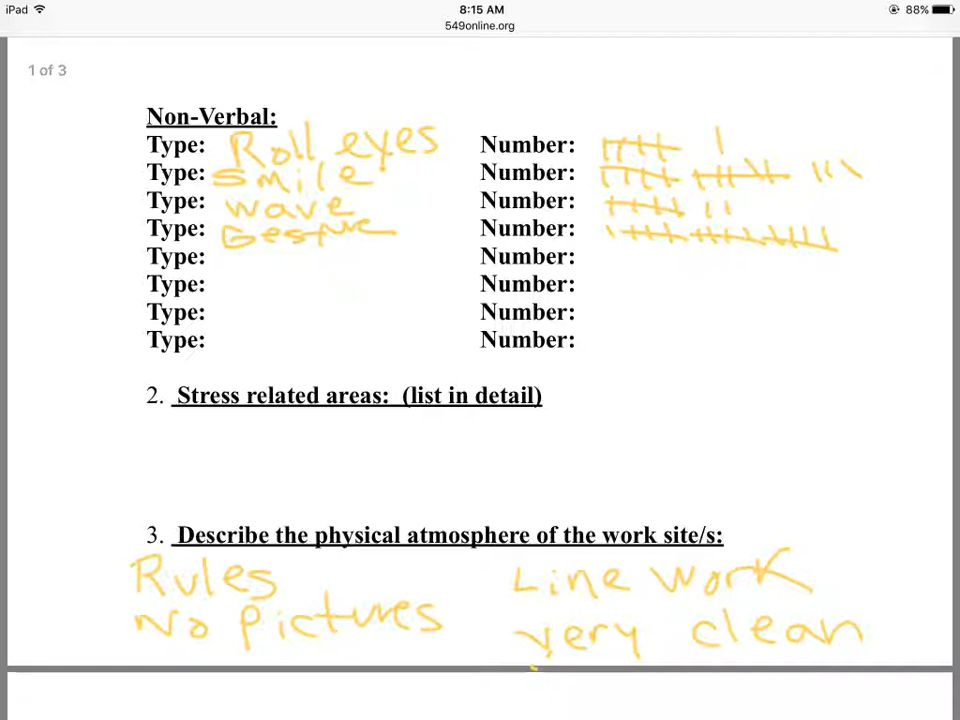 iPad 8:15 AM 88%
549online.org
1 of 3
Non-Verbal:
Type: Roll eyes Number:
Type: smile Number:
Type: wave Number:
Type: Number:
Type: Number:
Type: Number:
Type: Number:
Type: Number:
2. Stress related areas: (list in detail)
3. Describe the physical atmosphere of the work site/s:
Rules Line work
No pictures very clean